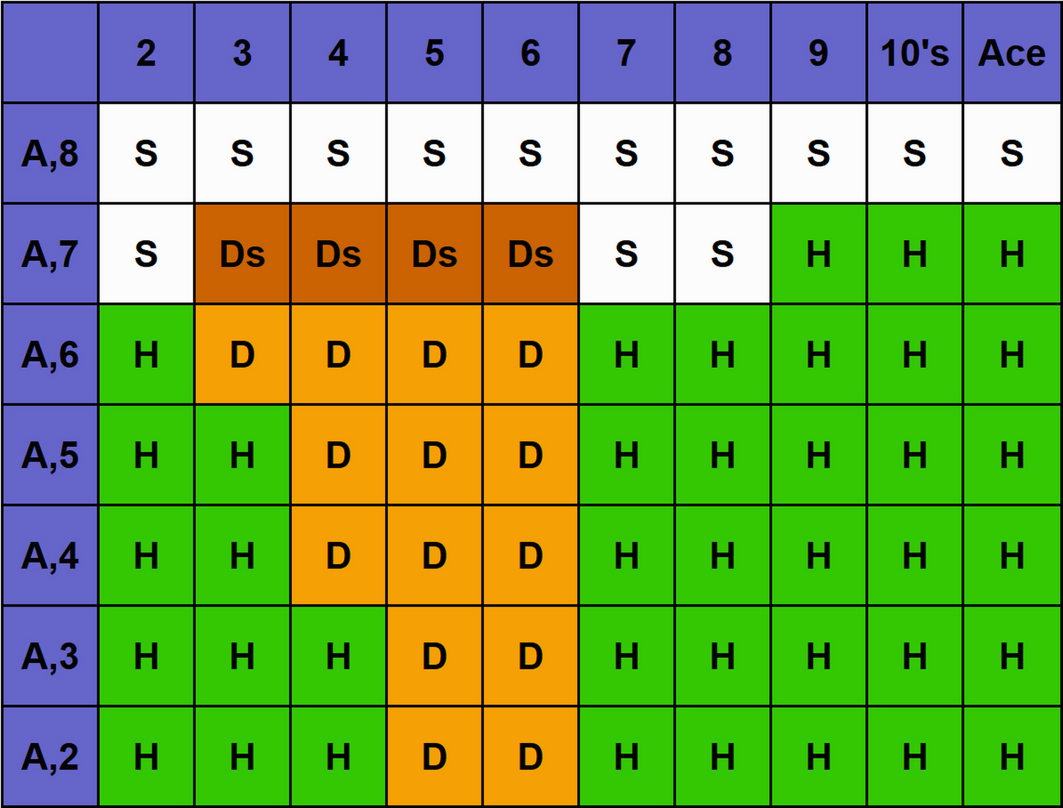 2 3 4 5 6 7 8 9 10's Ace
A,8 S S S S S S S S S S
A,7 S Ds Ds Ds Ds S S H H H
A,6 H D D D D H H H H H
A,5 H H D D D H H H H H
A,4 H H D D D H H H H H
A,3 H H H D D H H H H H
A,2 H H H D D H H H H H